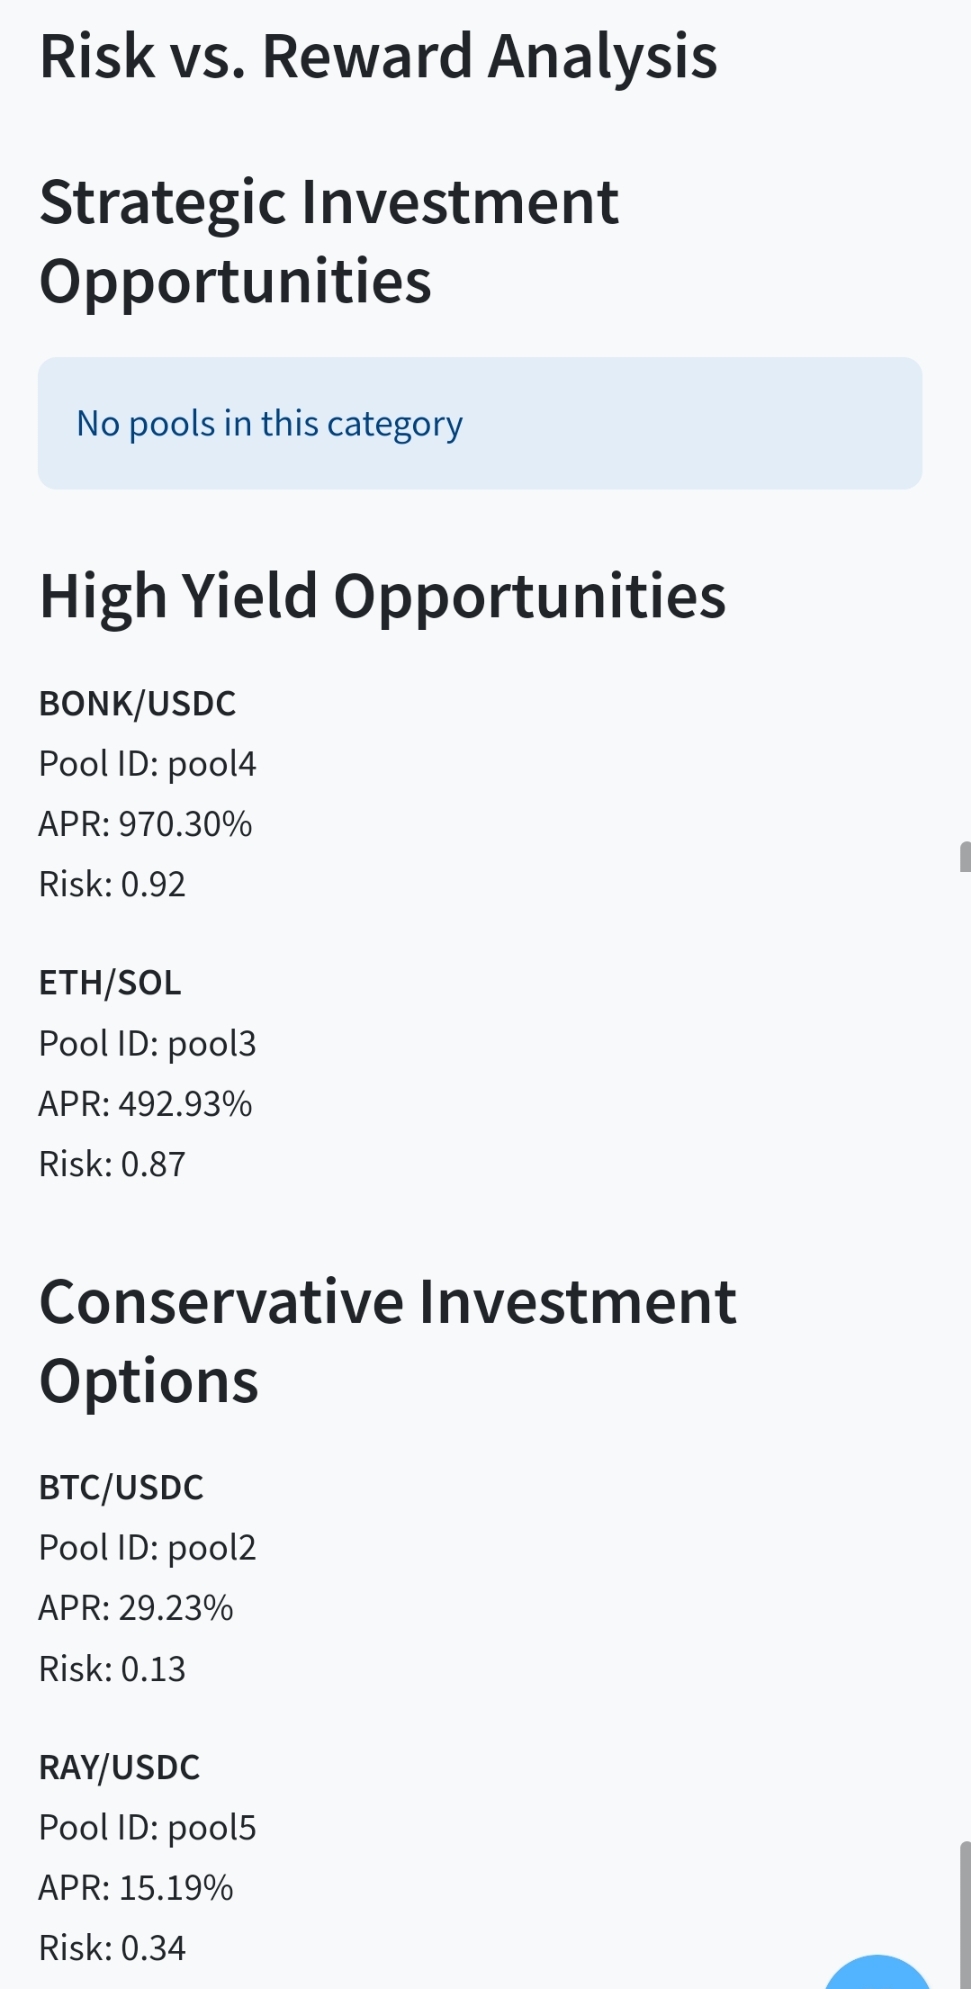 Risk vs. Reward Analysis
Strategic Investment
Opportunities
No pools in this category
High Yield Opportunities
BONK/USDC
Pool ID: pool4
APR: 970.30%
Risk: 0.92
ETH/SOL
Pool ID: pool3
APR: 492.93%
Risk: 0.87
Conservative Investment
Options
BTC/USDC
Pool ID: pool2
APR: 29.23%
Risk: 0.13
RAY/USDC
Pool ID: pool5
APR: 15.19%
Risk: 0.34